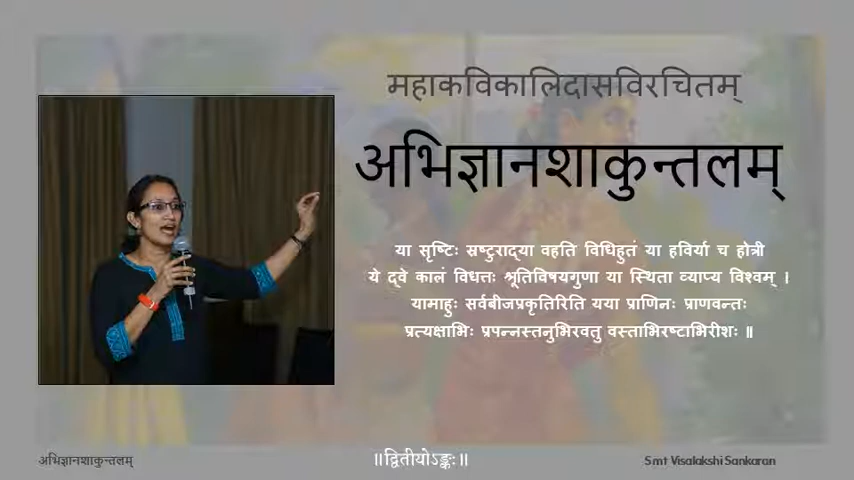 महाकविकालिदासविरचितम्
अभिज्ञानशाकुन्तलम्
या सृष्टिः स्रष्टुराद्या वहति विधिहुतं या हविर्या च होत्री
ये द्वे कालं विधत्तः श्रूतिविषयगुणा या स्थिता व्याप्य विश्वम् ।
यामाहुः सर्वबीजप्रकृतिरिति यया प्राणिनः प्राणवन्तः
प्रत्यक्षाभिः प्रपन्नस्तनुभिरवतु वस्ताभिरष्टाभिरीशः ॥
अभिज्ञानशाकुन्तलम्
॥द्वितीयोऽङ्कः॥
Smt Visalakshi Sankaran